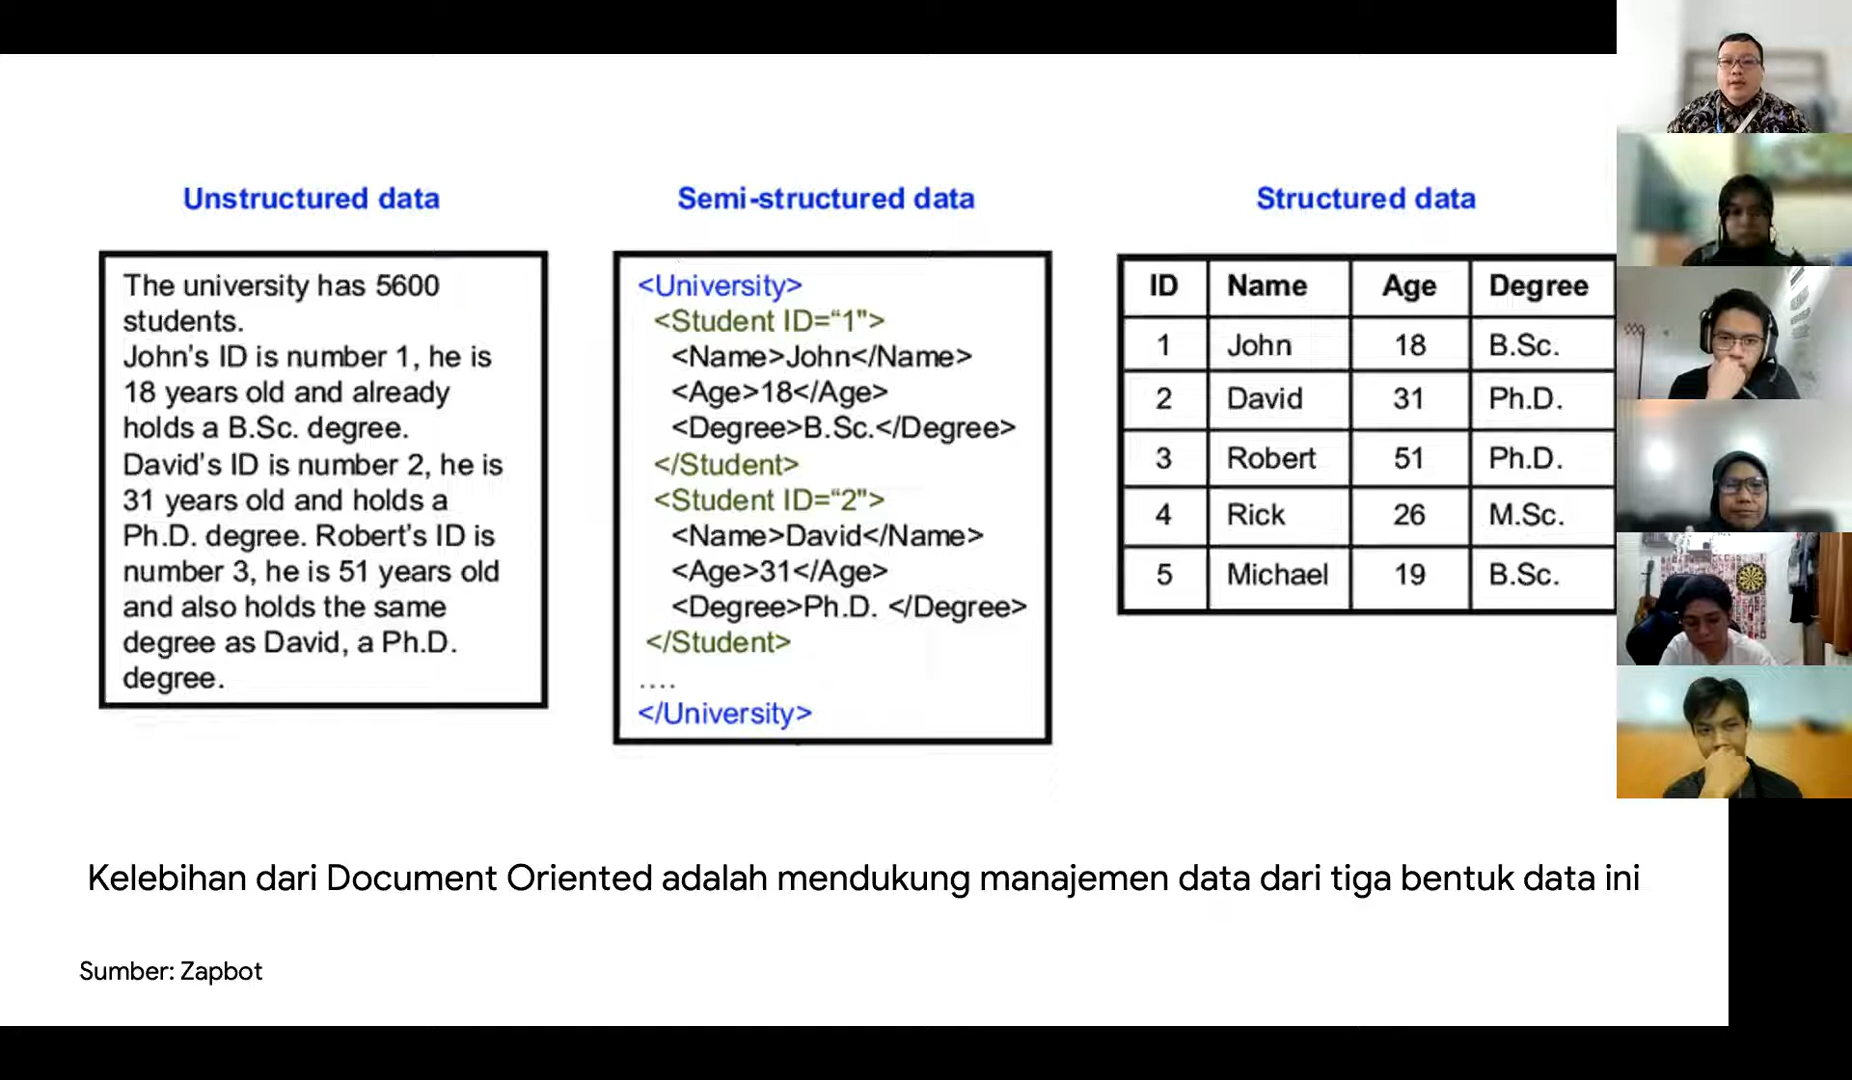 Unstructured data
The university has 5600
students.
John's ID is number 1, he is
18 years old and already
holds a B.Sc. degree.
David's ID is number 2, he is
31 years old and holds a
Ph.D. degree. Robert's ID is
number 3, he is 51 years old
and also holds the same
degree as David, a Ph.D.
degree.
Semi-structured data
<University>
<Student ID=“1">
<Name>John</Name>
<Age>18</Age>
<Degree>B.Sc.</Degree>
</Student>
<Student ID=“2">
<Name>David</Name>
<Age>31</Age>
<Degree>Ph.D. </Degree>
</Student>
....
</University>
Structured data
ID Name Age Degree
1 John 18 B.Sc.
2 David 31 Ph.D.
3 Robert 51 Ph.D.
4 Rick 26 M.Sc.
5 Michael 19 B.Sc.
Kelebihan dari Document Oriented adalah mendukung manajemen data dari tiga bentuk data ini
Sumber: Zapbot